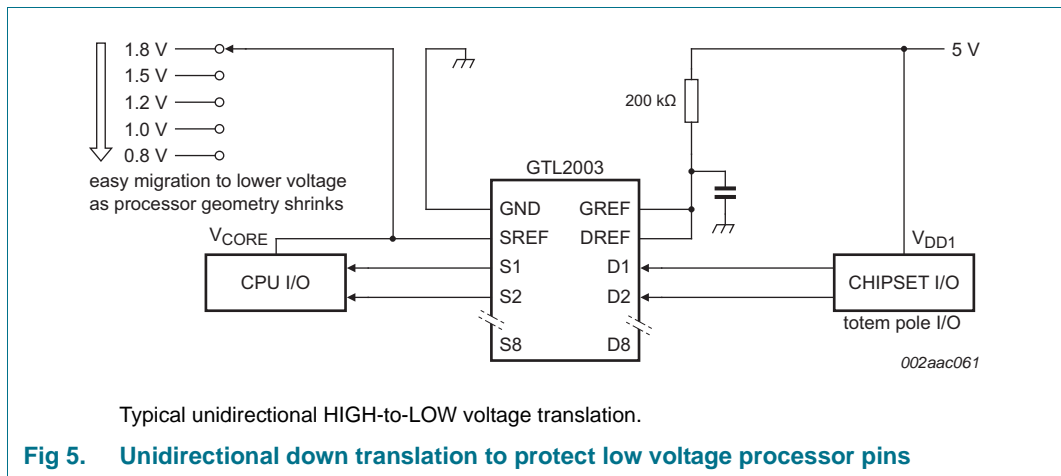 1.8 V
1.5 V
1.2 V
1.0 V
0.8 V
easy migration to lower voltage
as processor geometry shrinks
5 V
200 kΩ
GTL2003
GND
GREF
SREF
DREF
S1
D1
S2
D2
S8
D8
VCORE
CPU I/O
VDD1
CHIPSET I/O
totem pole I/O
002aac061
Typical unidirectional HIGH-to-LOW voltage translation.
Fig 5. Unidirectional down translation to protect low voltage processor pins